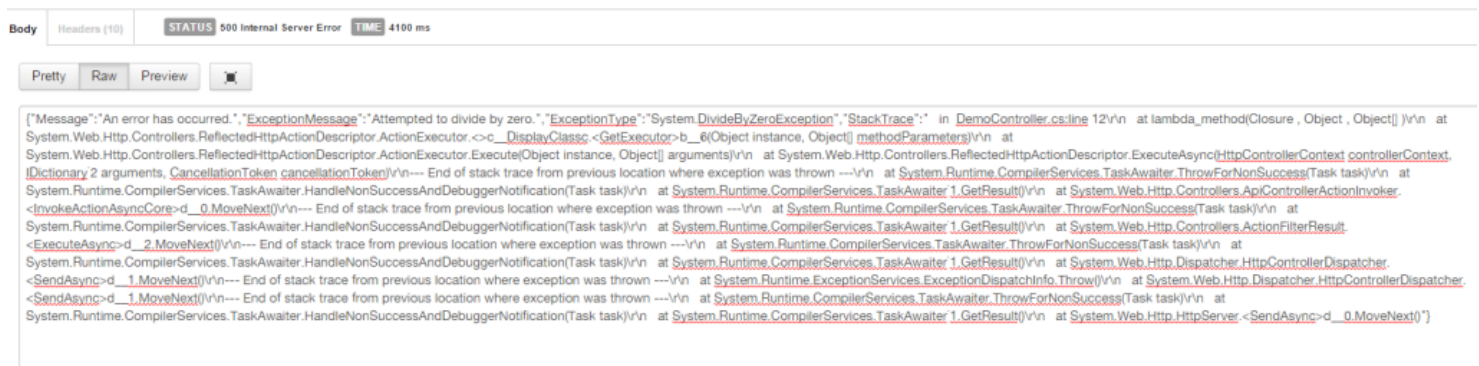 Body Headers (10) STATUS 500 Internal Server Error TIME 4100 ms
Pretty Raw Preview
{"Message":"An error has occurred.","ExceptionMessage":"Attempted to divide by zero.","ExceptionType":"System.DivideByZeroException","StackTrace":" in DemoController.cs:line 12\r\n at lambda_method(Closure , Object , Object[] )\r\n at
System.Web.Http.Controllers.ReflectedHttpActionDescriptor.ActionExecutor.<>c__DisplayClassc.<GetExecutor>b__6(Object instance, Object[] methodParameters)\r\n at
System.Web.Http.Controllers.ReflectedHttpActionDescriptor.ActionExecutor.Execute(Object instance, Object[] arguments)\r\n at System.Web.Http.Controllers.ReflectedHttpActionDescriptor.ExecuteAsync(HttpControllerContext controllerContext,
IDictionary`2 arguments, CancellationToken cancellationToken)\r\n--- End of stack trace from previous location where exception was thrown ---\r\n at System.Runtime.CompilerServices.TaskAwaiter.ThrowForNonSuccess(Task task)\r\n at
System.Runtime.CompilerServices.TaskAwaiter.HandleNonSuccessAndDebuggerNotification(Task task)\r\n at System.Runtime.CompilerServices.TaskAwaiter`1.GetResult()\r\n at System.Web.Http.Controllers.ApiControllerActionInvoker.
<InvokeActionAsyncCore>d__0.MoveNext()\r\n--- End of stack trace from previous location where exception was thrown ---\r\n at System.Runtime.CompilerServices.TaskAwaiter.ThrowForNonSuccess(Task task)\r\n at
System.Runtime.CompilerServices.TaskAwaiter.HandleNonSuccessAndDebuggerNotification(Task task)\r\n at System.Runtime.CompilerServices.TaskAwaiter`1.GetResult()\r\n at System.Web.Http.Controllers.ActionFilterResult.
<ExecuteAsync>d__2.MoveNext()\r\n--- End of stack trace from previous location where exception was thrown ---\r\n at System.Runtime.CompilerServices.TaskAwaiter.ThrowForNonSuccess(Task task)\r\n at
System.Runtime.CompilerServices.TaskAwaiter.HandleNonSuccessAndDebuggerNotification(Task task)\r\n at System.Runtime.CompilerServices.TaskAwaiter`1.GetResult()\r\n at System.Web.Http.Dispatcher.HttpControllerDispatcher.
<SendAsync>d__1.MoveNext()\r\n--- End of stack trace from previous location where exception was thrown ---\r\n at System.Runtime.ExceptionServices.ExceptionDispatchInfo.Throw()\r\n at System.Web.Http.Dispatcher.HttpControllerDispatcher.
<SendAsync>d__1.MoveNext()\r\n--- End of stack trace from previous location where exception was thrown ---\r\n at System.Runtime.CompilerServices.TaskAwaiter.ThrowForNonSuccess(Task task)\r\n at
System.Runtime.CompilerServices.TaskAwaiter.HandleNonSuccessAndDebuggerNotification(Task task)\r\n at System.Runtime.CompilerServices.TaskAwaiter`1.GetResult()\r\n at System.Web.Http.HttpServer.<SendAsync>d__0.MoveNext()"}